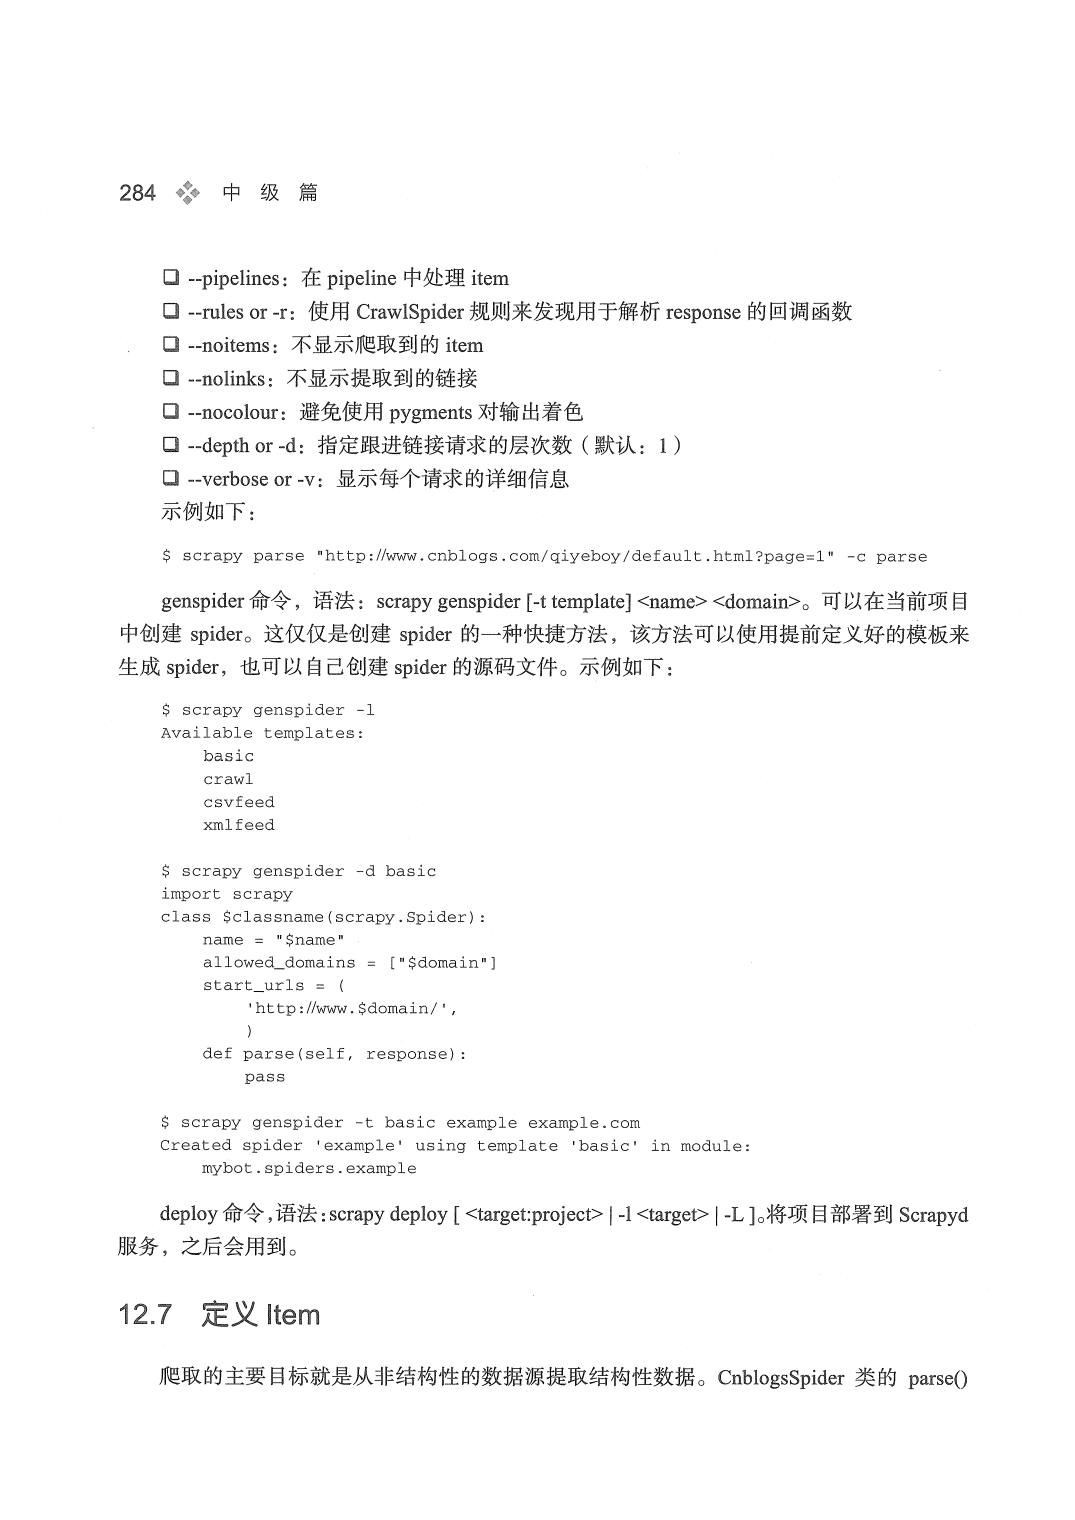 284 中 级 篇
❑ --pipelines：在 pipeline 中处理 item
❑ --rules or -r：使用 CrawlSpider 规则来发现用于解析 response 的回调函数
❑ --noitems：不显示爬取到的 item
❑ --nolinks：不显示提取到的链接
❑ --nocolour：避免使用 pygments 对输出着色
❑ --depth or -d：指定跟进链接请求的层次数（默认：1）
❑ --verbose or -v：显示每个请求的详细信息
示例如下：
$ scrapy parse "http://www.cnblogs.com/qiyeboy/default.html?page=1" -c parse
genspider 命令，语法：scrapy genspider [-t template] <name> <domain>。可以在当前项目
中创建 spider。这仅仅是创建 spider 的一种快捷方法，该方法可以使用提前定义好的模板来
生成 spider，也可以自己创建 spider 的源码文件。示例如下：
$ scrapy genspider -l
Available templates:
    basic
    crawl
    csvfeed
    xmlfeed
$ scrapy genspider -d basic
import scrapy
class $classname(scrapy.Spider):
    name = "$name"
    allowed_domains = ["$domain"]
    start_urls = (
        'http://www.$domain/',
        )
    def parse(self, response):
        pass
$ scrapy genspider -t basic example example.com
Created spider 'example' using template 'basic' in module:
    mybot.spiders.example
deploy 命令，语法：scrapy deploy [ <target:project> | -l <target> | -L ]。将项目部署到 Scrapyd
服务，之后会用到。
12.7 定义 Item
爬取的主要目标就是从非结构性的数据源提取结构性数据。CnblogsSpider 类的 parse()